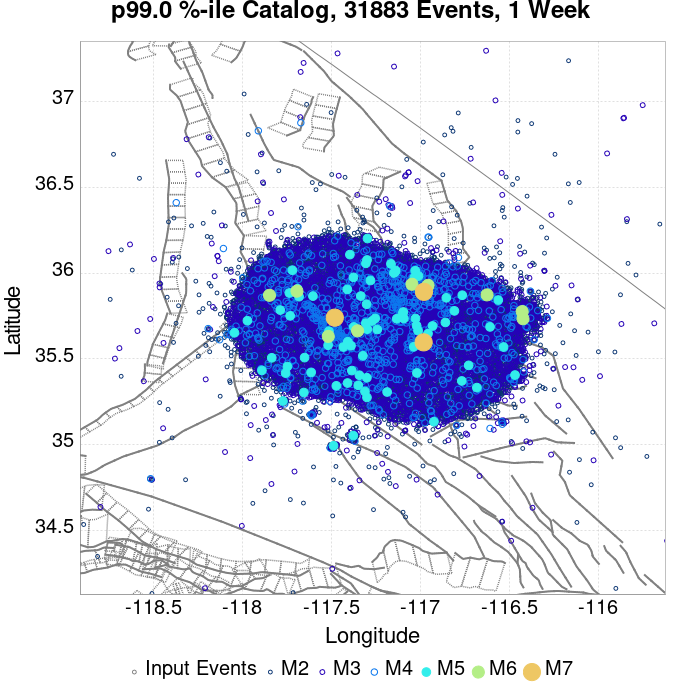 p99.0 %-ile Catalog, 31883 Events, 1 Week
37
36.5
36
35.5
35
34.5
Latitude
-118.5 -118 -117.5 -117 -116.5 -116
Longitude
Input Events M2 M3 M4 M5 M6 M7